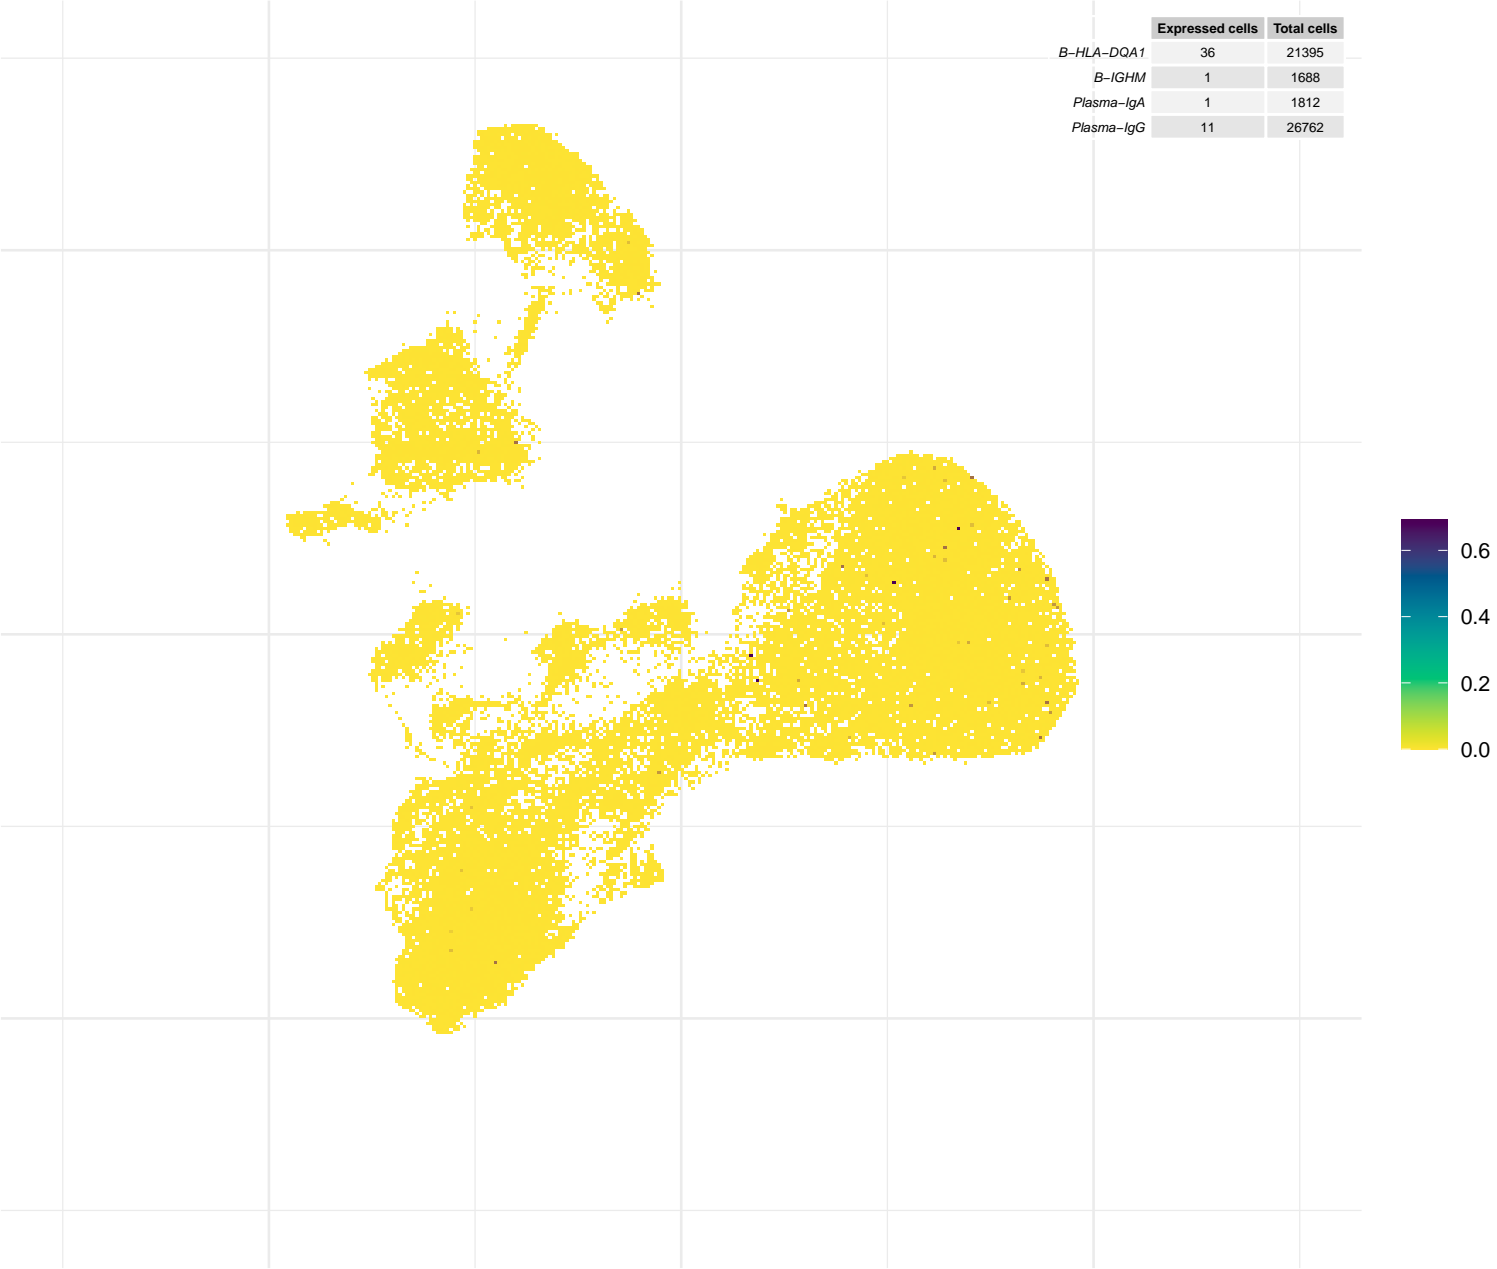 Expressed cells Total cells
B−HLA−DQA1 36 21395
B−IGHM 1 1688
Plasma−IgA 1 1812
Plasma−IgG 11 26762
0.6
0.4
0.2
0.0